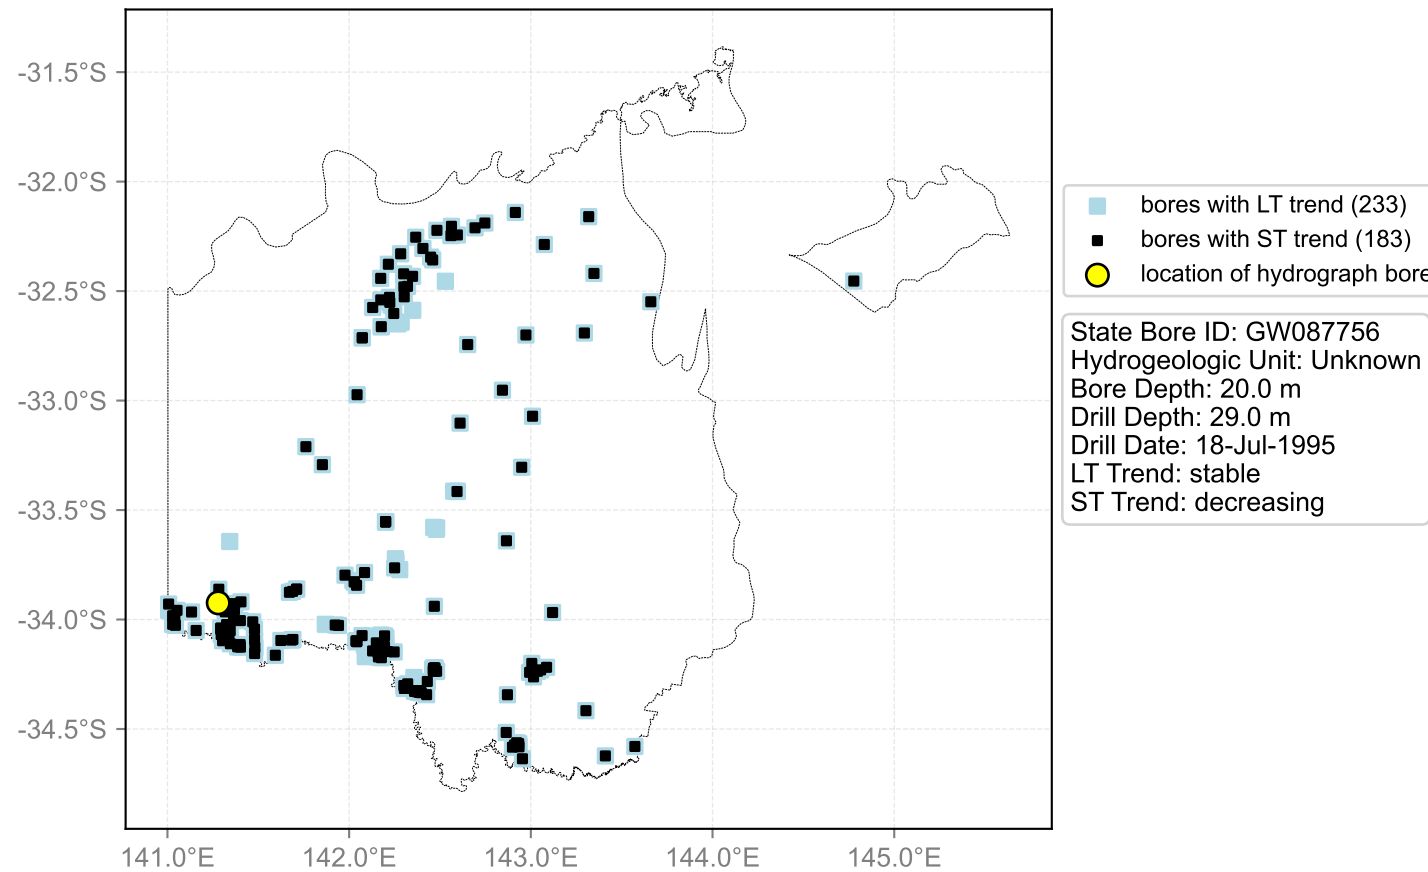 -31.5°S
-32.0°S
-32.5°S
-33.0°S
-33.5°S
-34.0°S
-34.5°S
141.0°E
142.0°E
143.0°E
144.0°E
145.0°E
bores with LT trend (233)
bores with ST trend (183)
location of hydrograph bore
State Bore ID: GW087756
Hydrogeologic Unit: Unknown
Bore Depth: 20.0 m
Drill Depth: 29.0 m
Drill Date: 18-Jul-1995
LT Trend: stable
ST Trend: decreasing